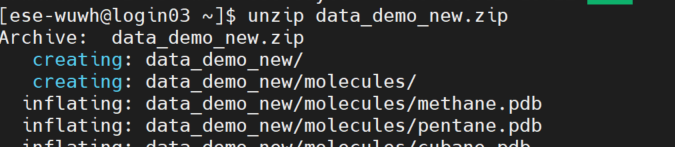 [ese-wuwh@login03 ~]$ unzip data_demo_new.zip
Archive:  data_demo_new.zip
   creating: data_demo_new/
   creating: data_demo_new/molecules/
  inflating: data_demo_new/molecules/methane.pdb
  inflating: data_demo_new/molecules/pentane.pdb
  inflating: data_demo_new/molecules/cubane.pdb